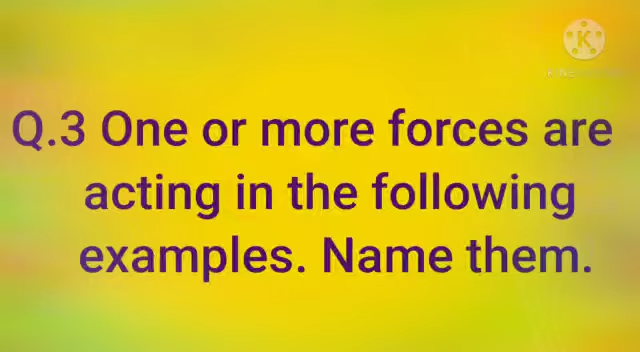 Q.3 One or more forces are
acting in the following
examples. Name them.